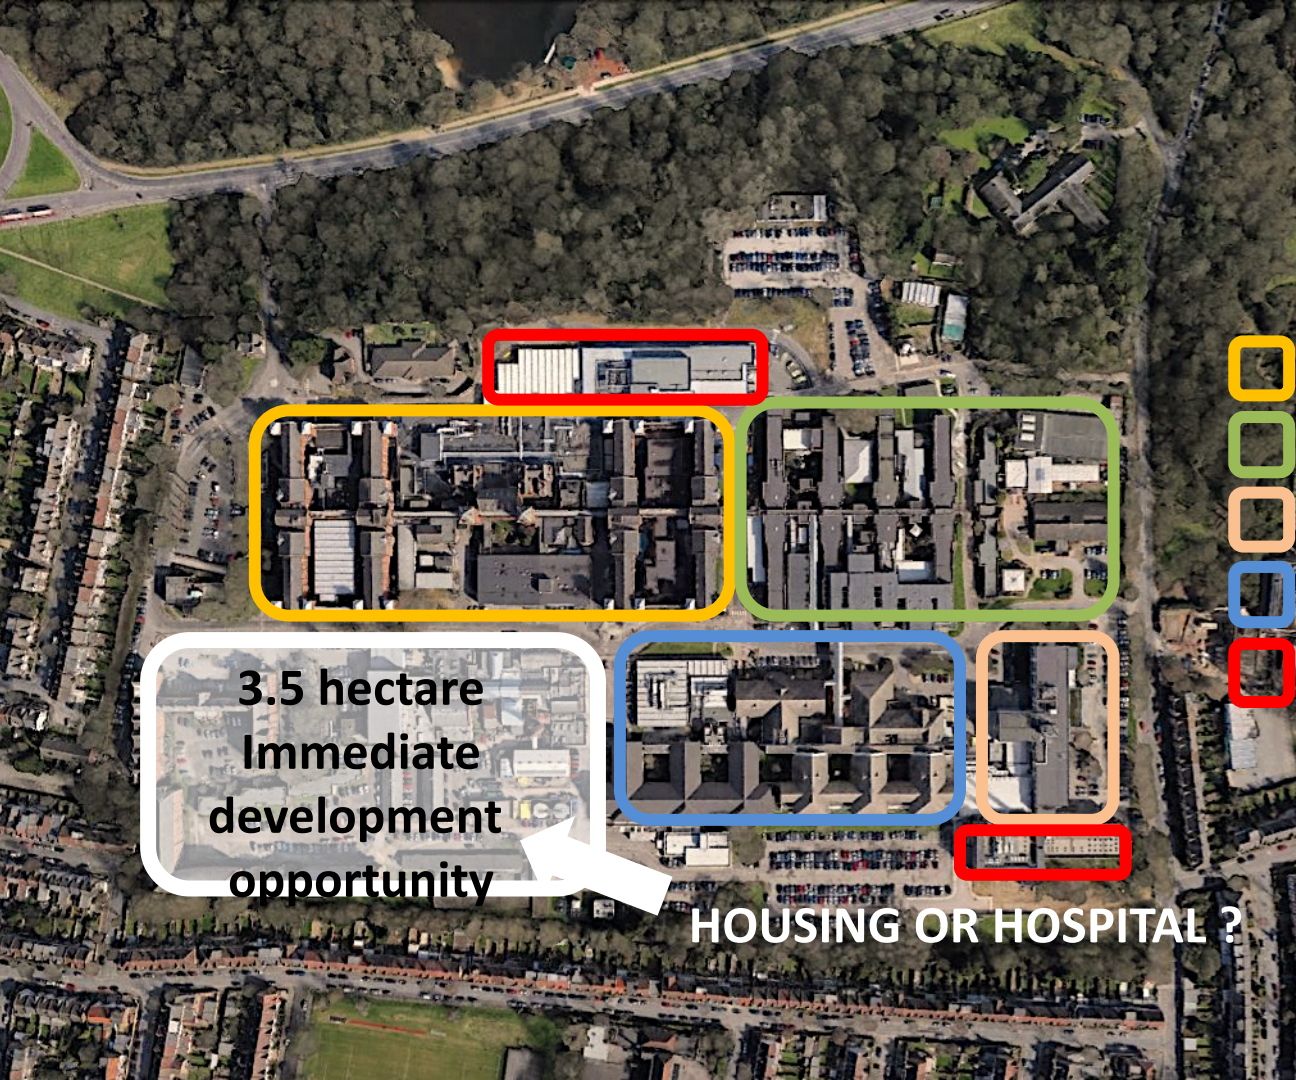 3.5 hectare
Immediate
development
opportunity
HOUSING OR HOSPITAL ?